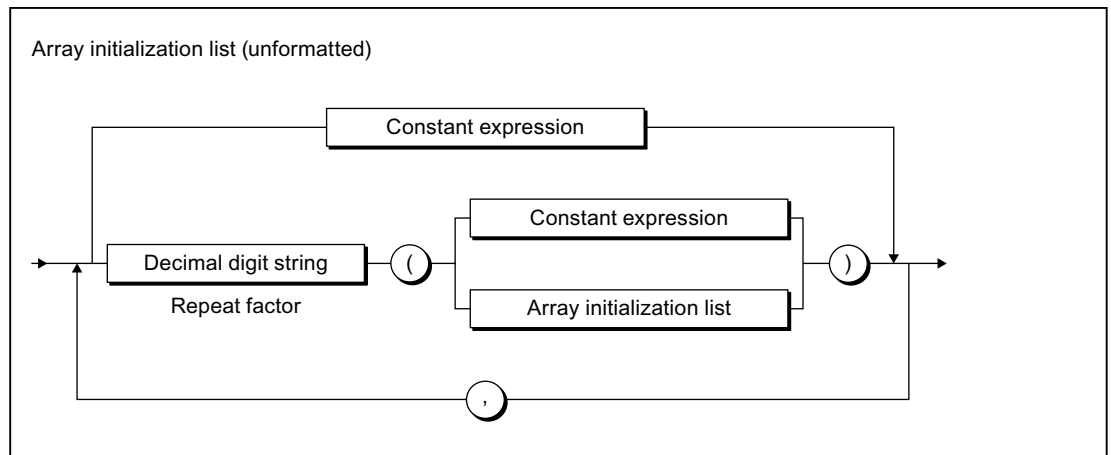 Array initialization list (unformatted)
Constant expression
Constant expression
Decimal digit string
(
)
Repeat factor
Array initialization list
,